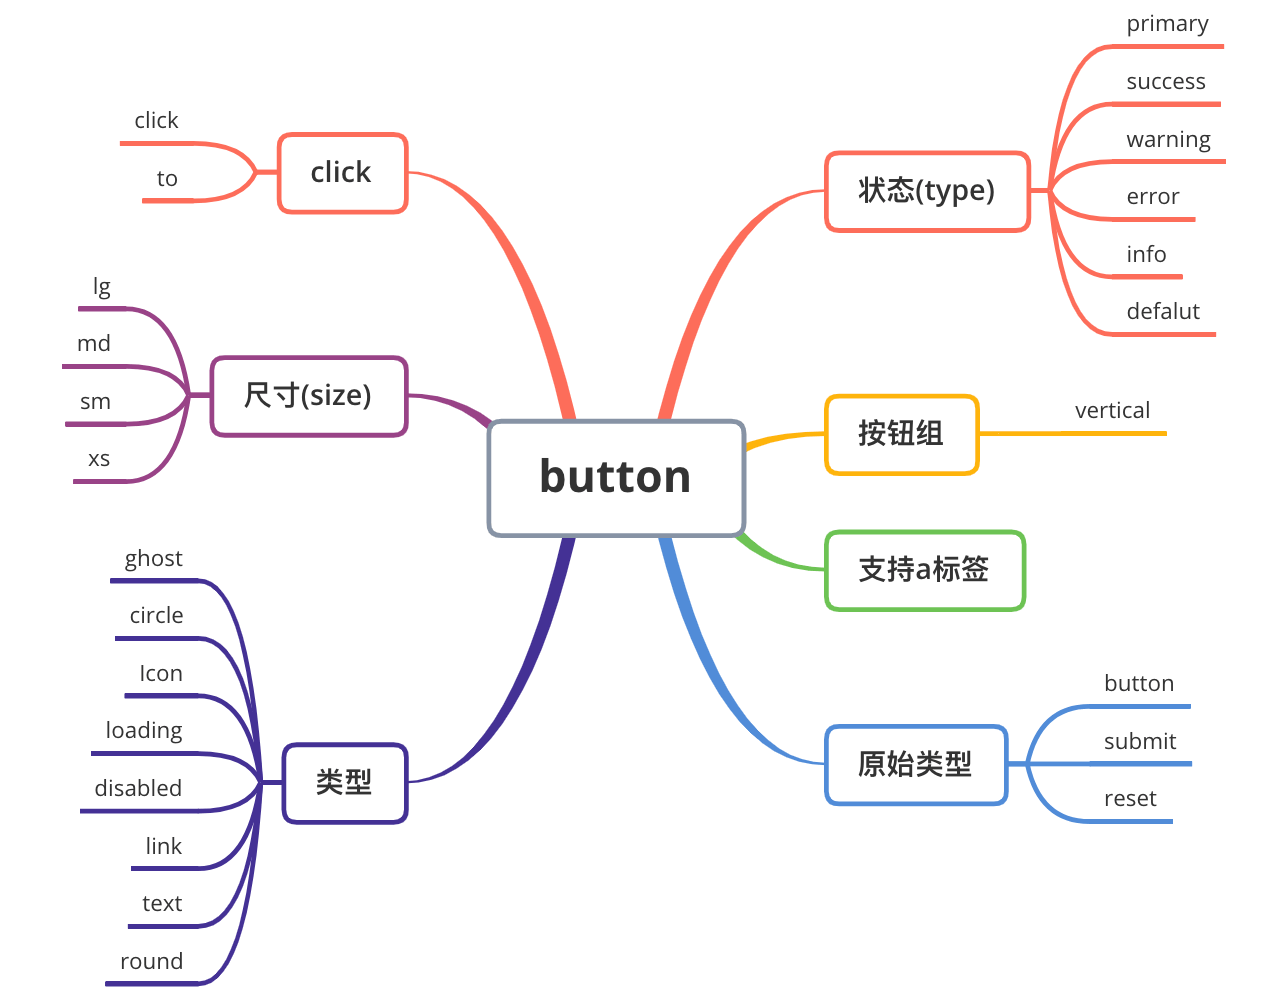 button
状态(type)
primary
success
warning
error
info
defalut
按钮组
vertical
支持a标签
原始类型
button
submit
reset
click
click
to
尺寸(size)
lg
md
sm
xs
类型
ghost
circle
Icon
loading
disabled
link
text
round